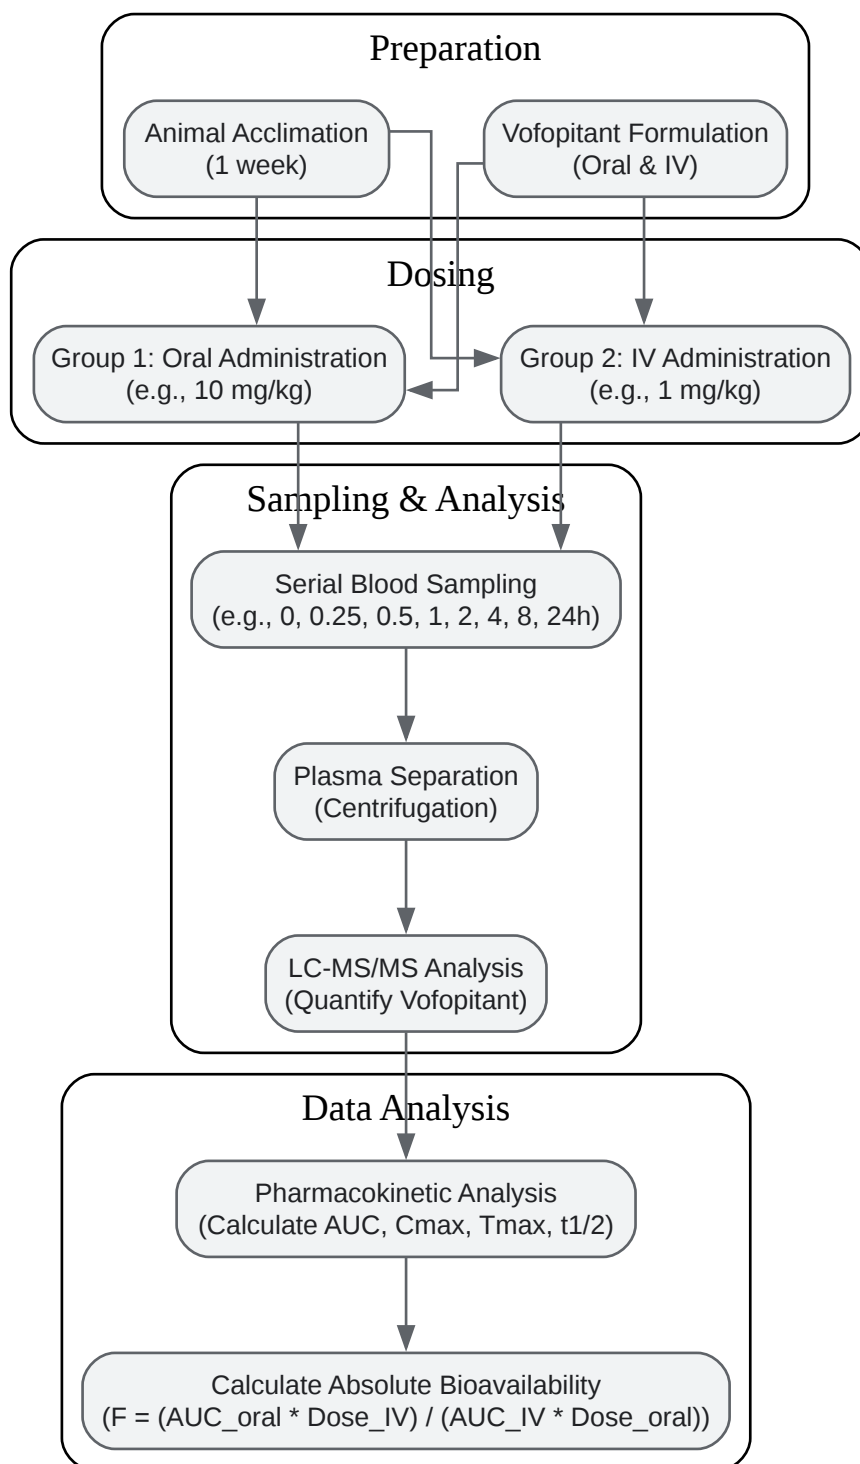 Preparation
Animal Acclimation
(1 week)
Vofopitant Formulation
(Oral & IV)
Dosing
Group 1: Oral Administration
(e.g., 10 mg/kg)
Group 2: IV Administration
(e.g., 1 mg/kg)
Sampling & Analysis
Serial Blood Sampling
(e.g., 0, 0.25, 0.5, 1, 2, 4, 8, 24h)
Plasma Separation
(Centrifugation)
LC-MS/MS Analysis
(Quantify Vofopitant)
Data Analysis
Pharmacokinetic Analysis
(Calculate AUC, Cmax, Tmax, t1/2)
Calculate Absolute Bioavailability
(F = (AUC_oral * Dose_IV) / (AUC_IV * Dose_oral))